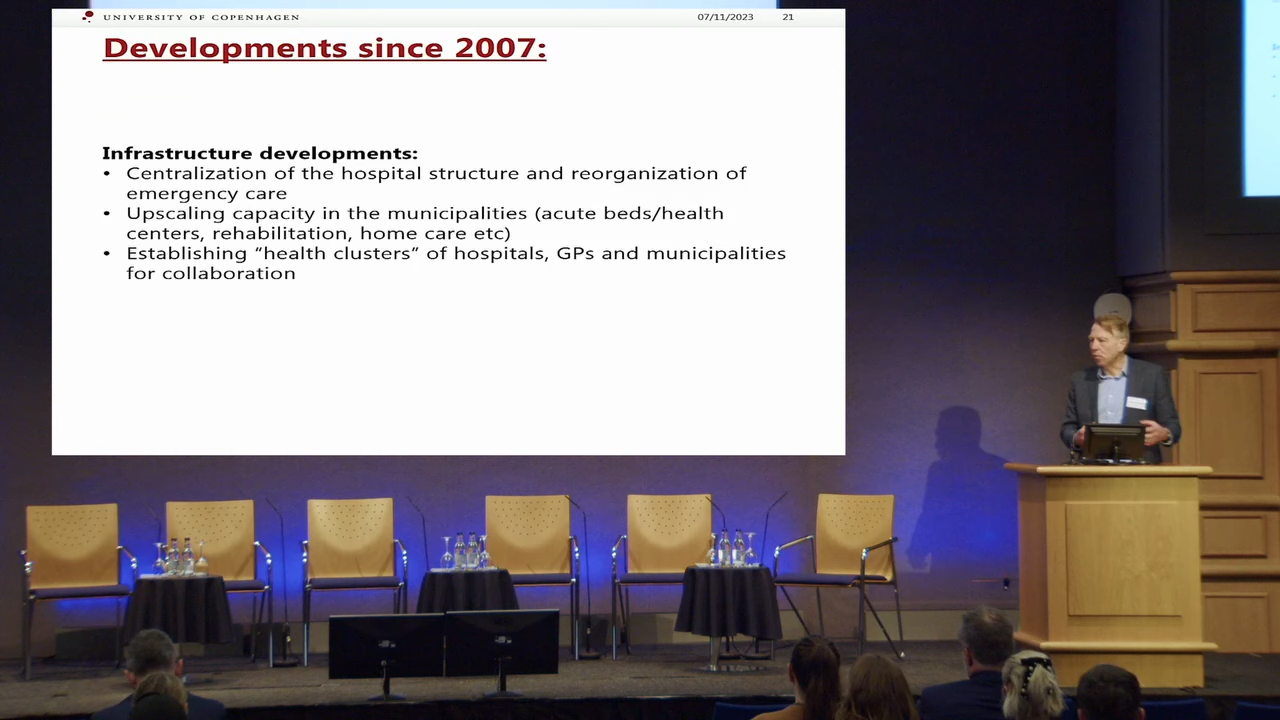 UNIVERSITY OF COPENHAGEN 07/11/2023 21
Developments since 2007:
Infrastructure developments:
• Centralization of the hospital structure and reorganization of
emergency care
• Upscaling capacity in the municipalities (acute beds/health
centers, rehabilitation, home care etc)
• Establishing “health clusters” of hospitals, GPs and municipalities
for collaboration